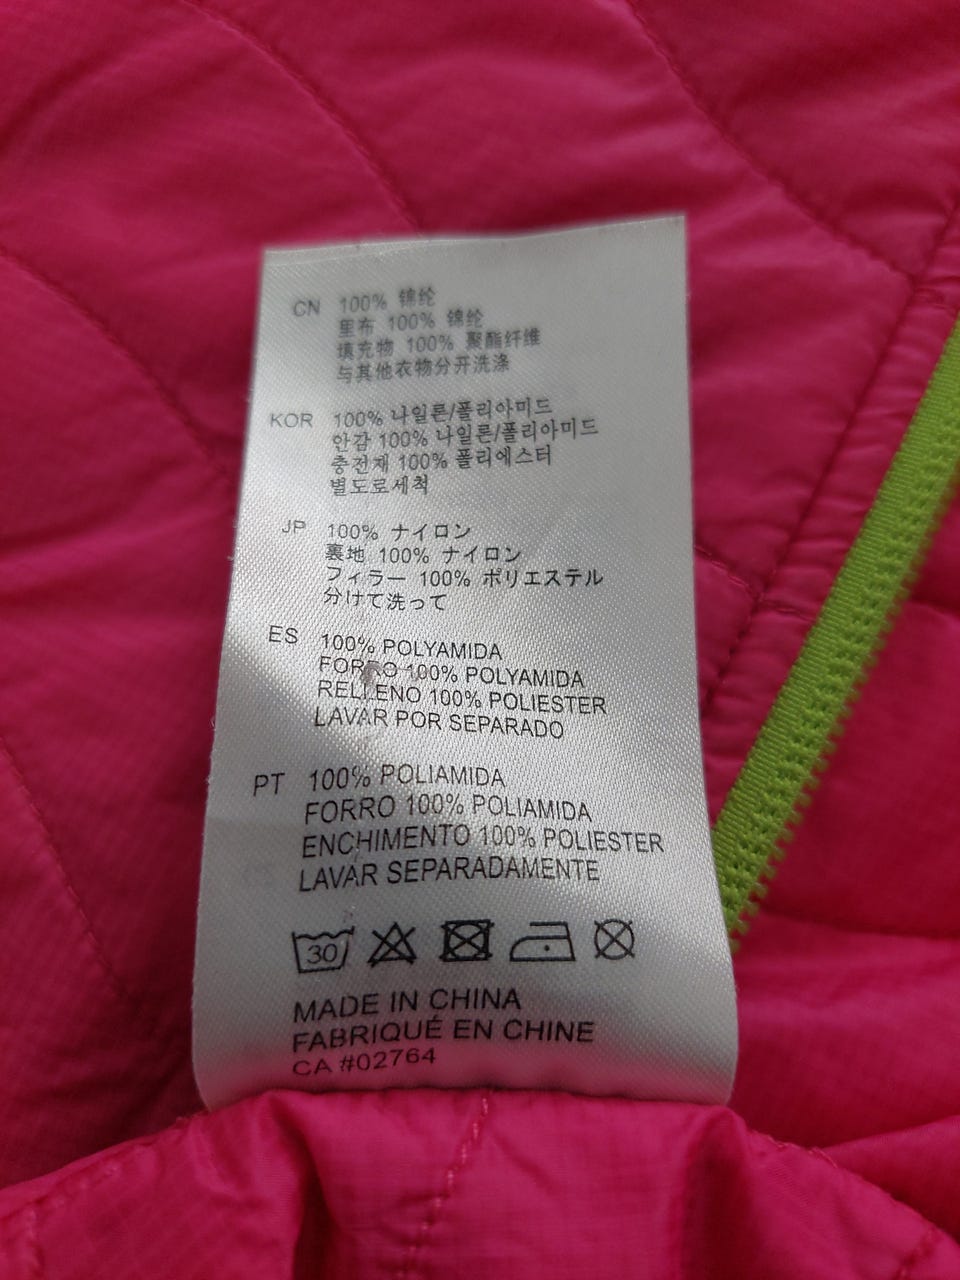 CN 100% 锦纶
里布 100% 锦纶
填充物 100% 聚酯纤维
与其他衣物分开洗涤
KOR 100% 나일론/폴리아미드
안감 100% 나일론/폴리아미드
충전재 100% 폴리에스터
별도로세척
JP 100% ナイロン
裏地 100% ナイロン
フィラー 100% ポリエステル
分けて洗って
ES 100% POLYAMIDA
FORRO 100% POLYAMIDA
RELLENO 100% POLIESTER
LAVAR POR SEPARADO
PT 100% POLIAMIDA
FORRO 100% POLIAMIDA
ENCHIMENTO 100% POLIESTER
LAVAR SEPARADAMENTE
30
MADE IN CHINA
FABRIQUÉ EN CHINE
CA #02764